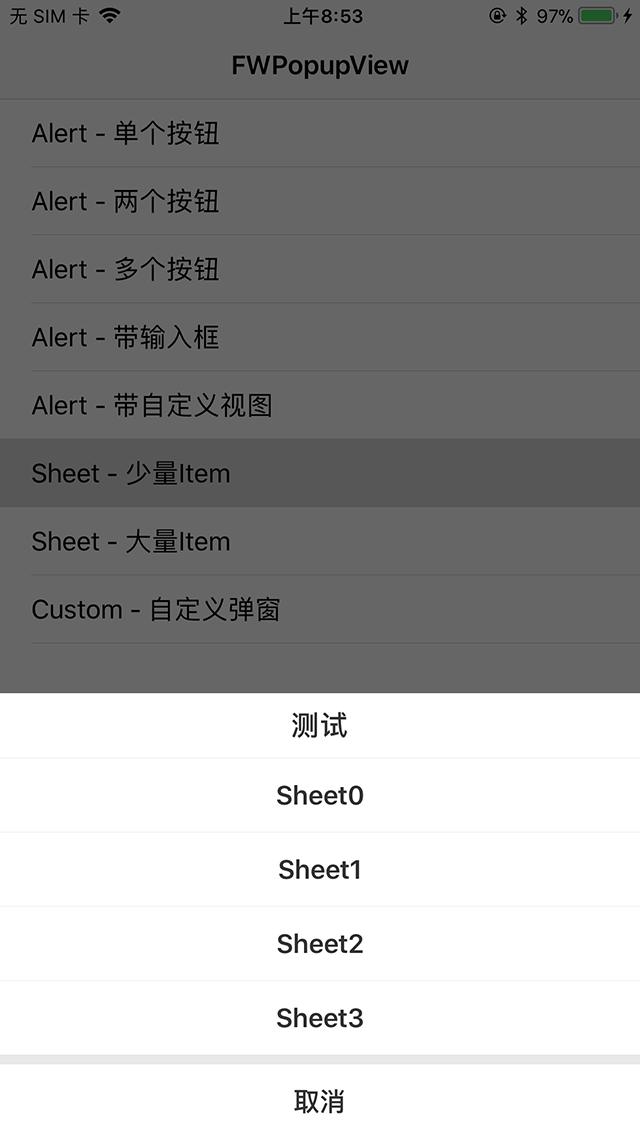 无 SIM 卡 上午8:53 97%
FWPopupView
Alert - 单个按钮
Alert - 两个按钮
Alert - 多个按钮
Alert - 带输入框
Alert - 带自定义视图
Sheet - 少量Item
Sheet - 大量Item
Custom - 自定义弹窗
测试
Sheet0
Sheet1
Sheet2
Sheet3
取消